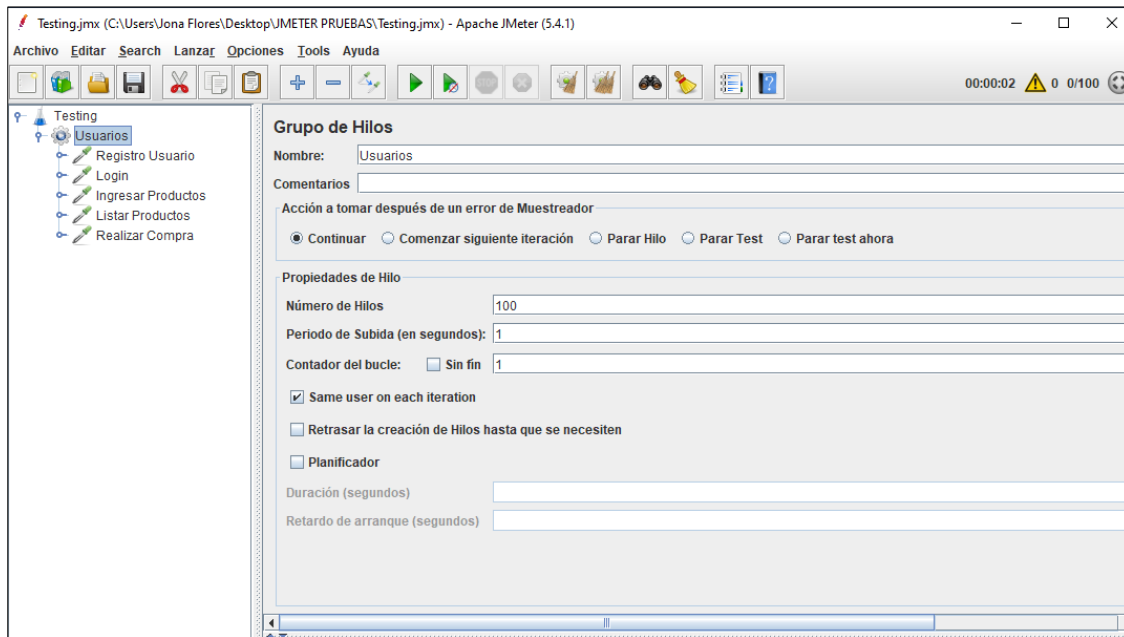 Testing.jmx (C:\Users\Jona Flores\Desktop\JMETER PRUEBAS\Testing.jmx) - Apache JMeter (5.4.1)
Archivo Editar Search Lanzar Opciones Tools Ayuda
STOP
00:00:02 0 0/100
Testing
Usuarios
Registro Usuario
Login
Ingresar Productos
Listar Productos
Realizar Compra
Grupo de Hilos
Nombre: Usuarios
Comentarios
Acción a tomar después de un error de Muestreador
Continuar Comenzar siguiente iteración Parar Hilo Parar Test Parar test ahora
Propiedades de Hilo
Número de Hilos 100
Periodo de Subida (en segundos): 1
Contador del bucle: Sin fin 1
Same user on each iteration
Retrasar la creación de Hilos hasta que se necesiten
Planificador
Duración (segundos)
Retardo de arranque (segundos)